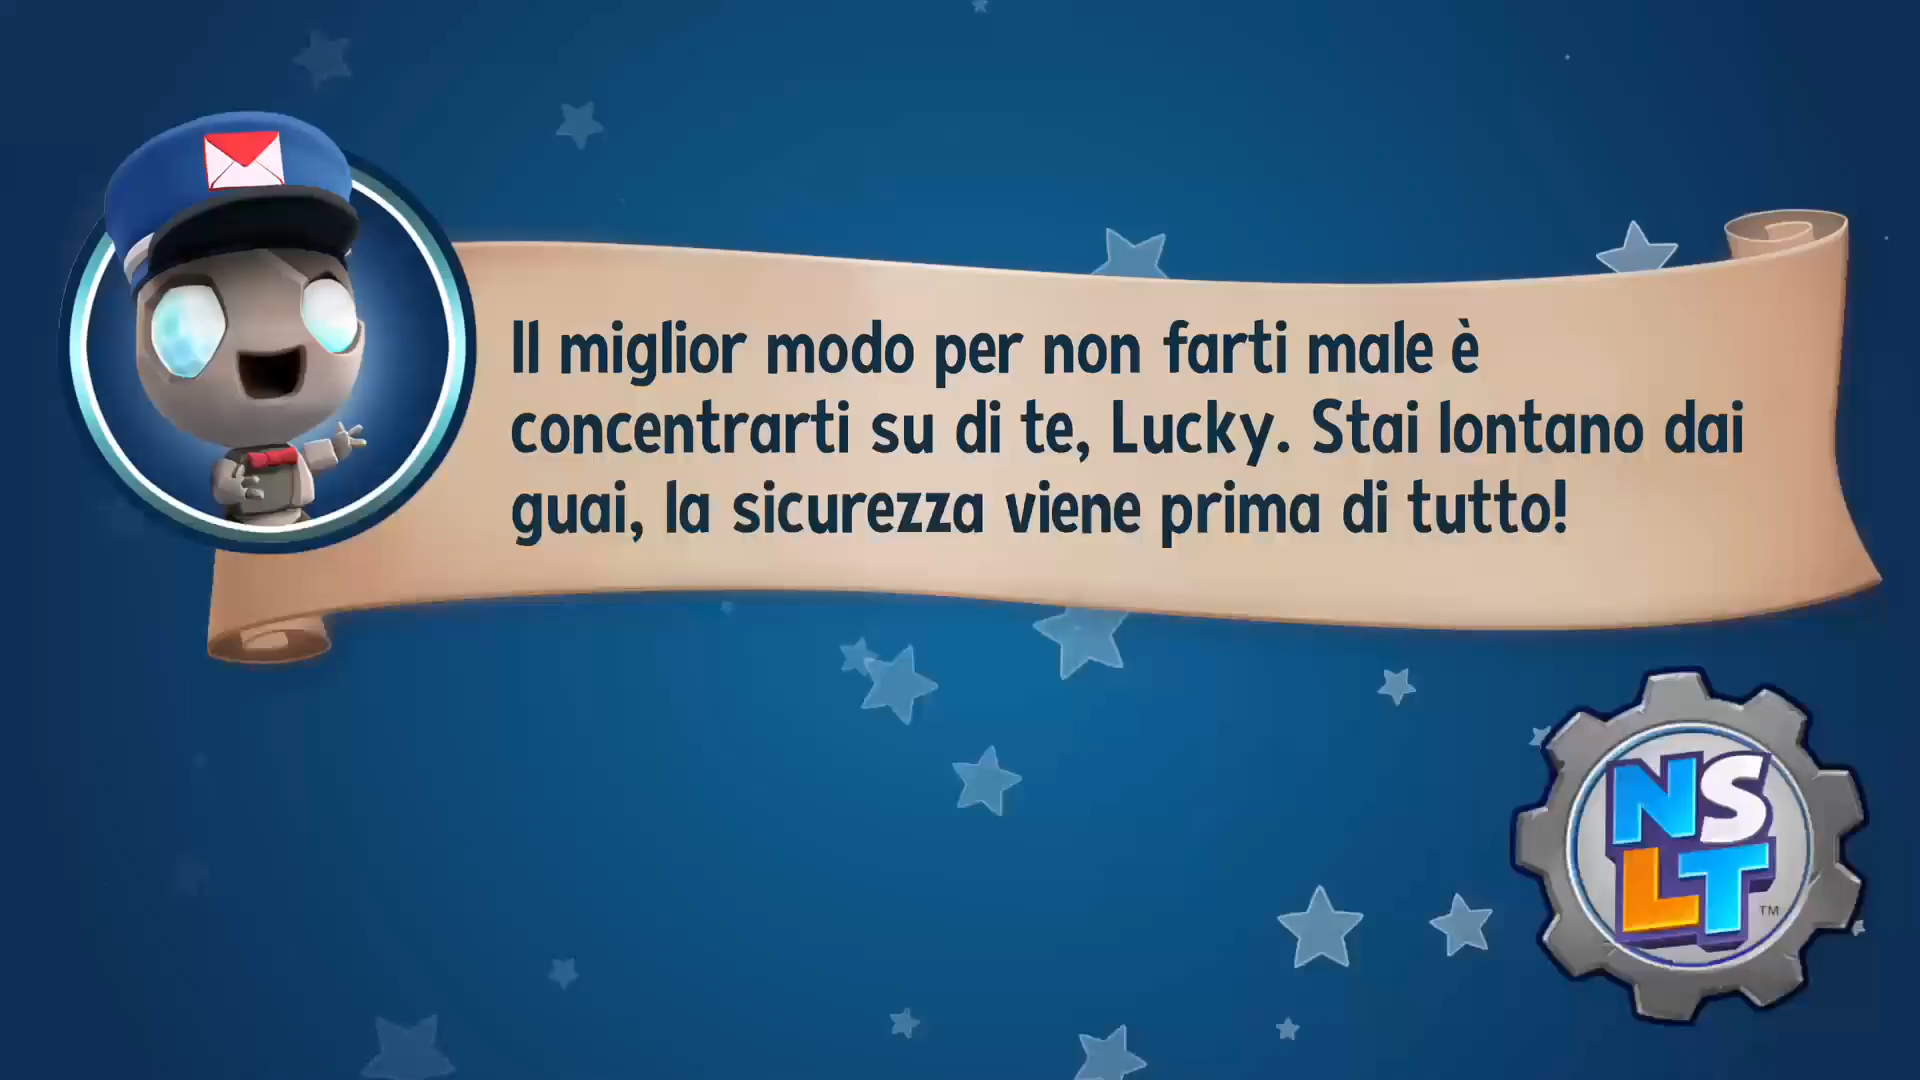 Il miglior modo per non farti male è
concentrarti su di te, Lucky. Stai lontano dai
guai, la sicurezza viene prima di tutto!
NS
LT
TM